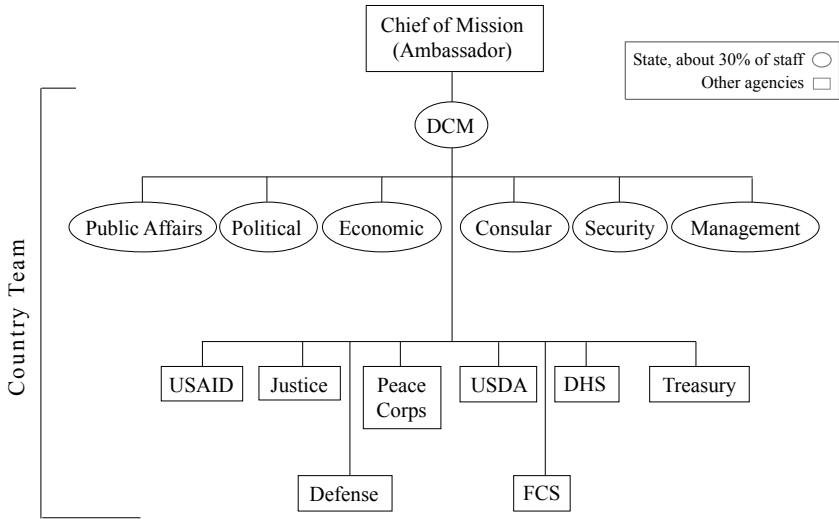 Chief of Mission
(Ambassador)
State, about 30% of staff
Other agencies
DCM
Public Affairs
Political
Economic
Consular
Security
Management
Country Team
USAID
Justice
Peace
Corps
USDA
DHS
Treasury
Defense
FCS